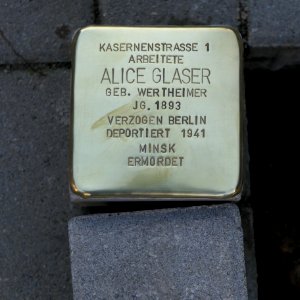 KASERNENSTRASSE 1
ARBEITETE
ALICE GLASER
GEB. WERTHEIMER
JG. 1893
VERZOGEN BERLIN
DEPORTIERT 1941
MINSK
ERMORDET